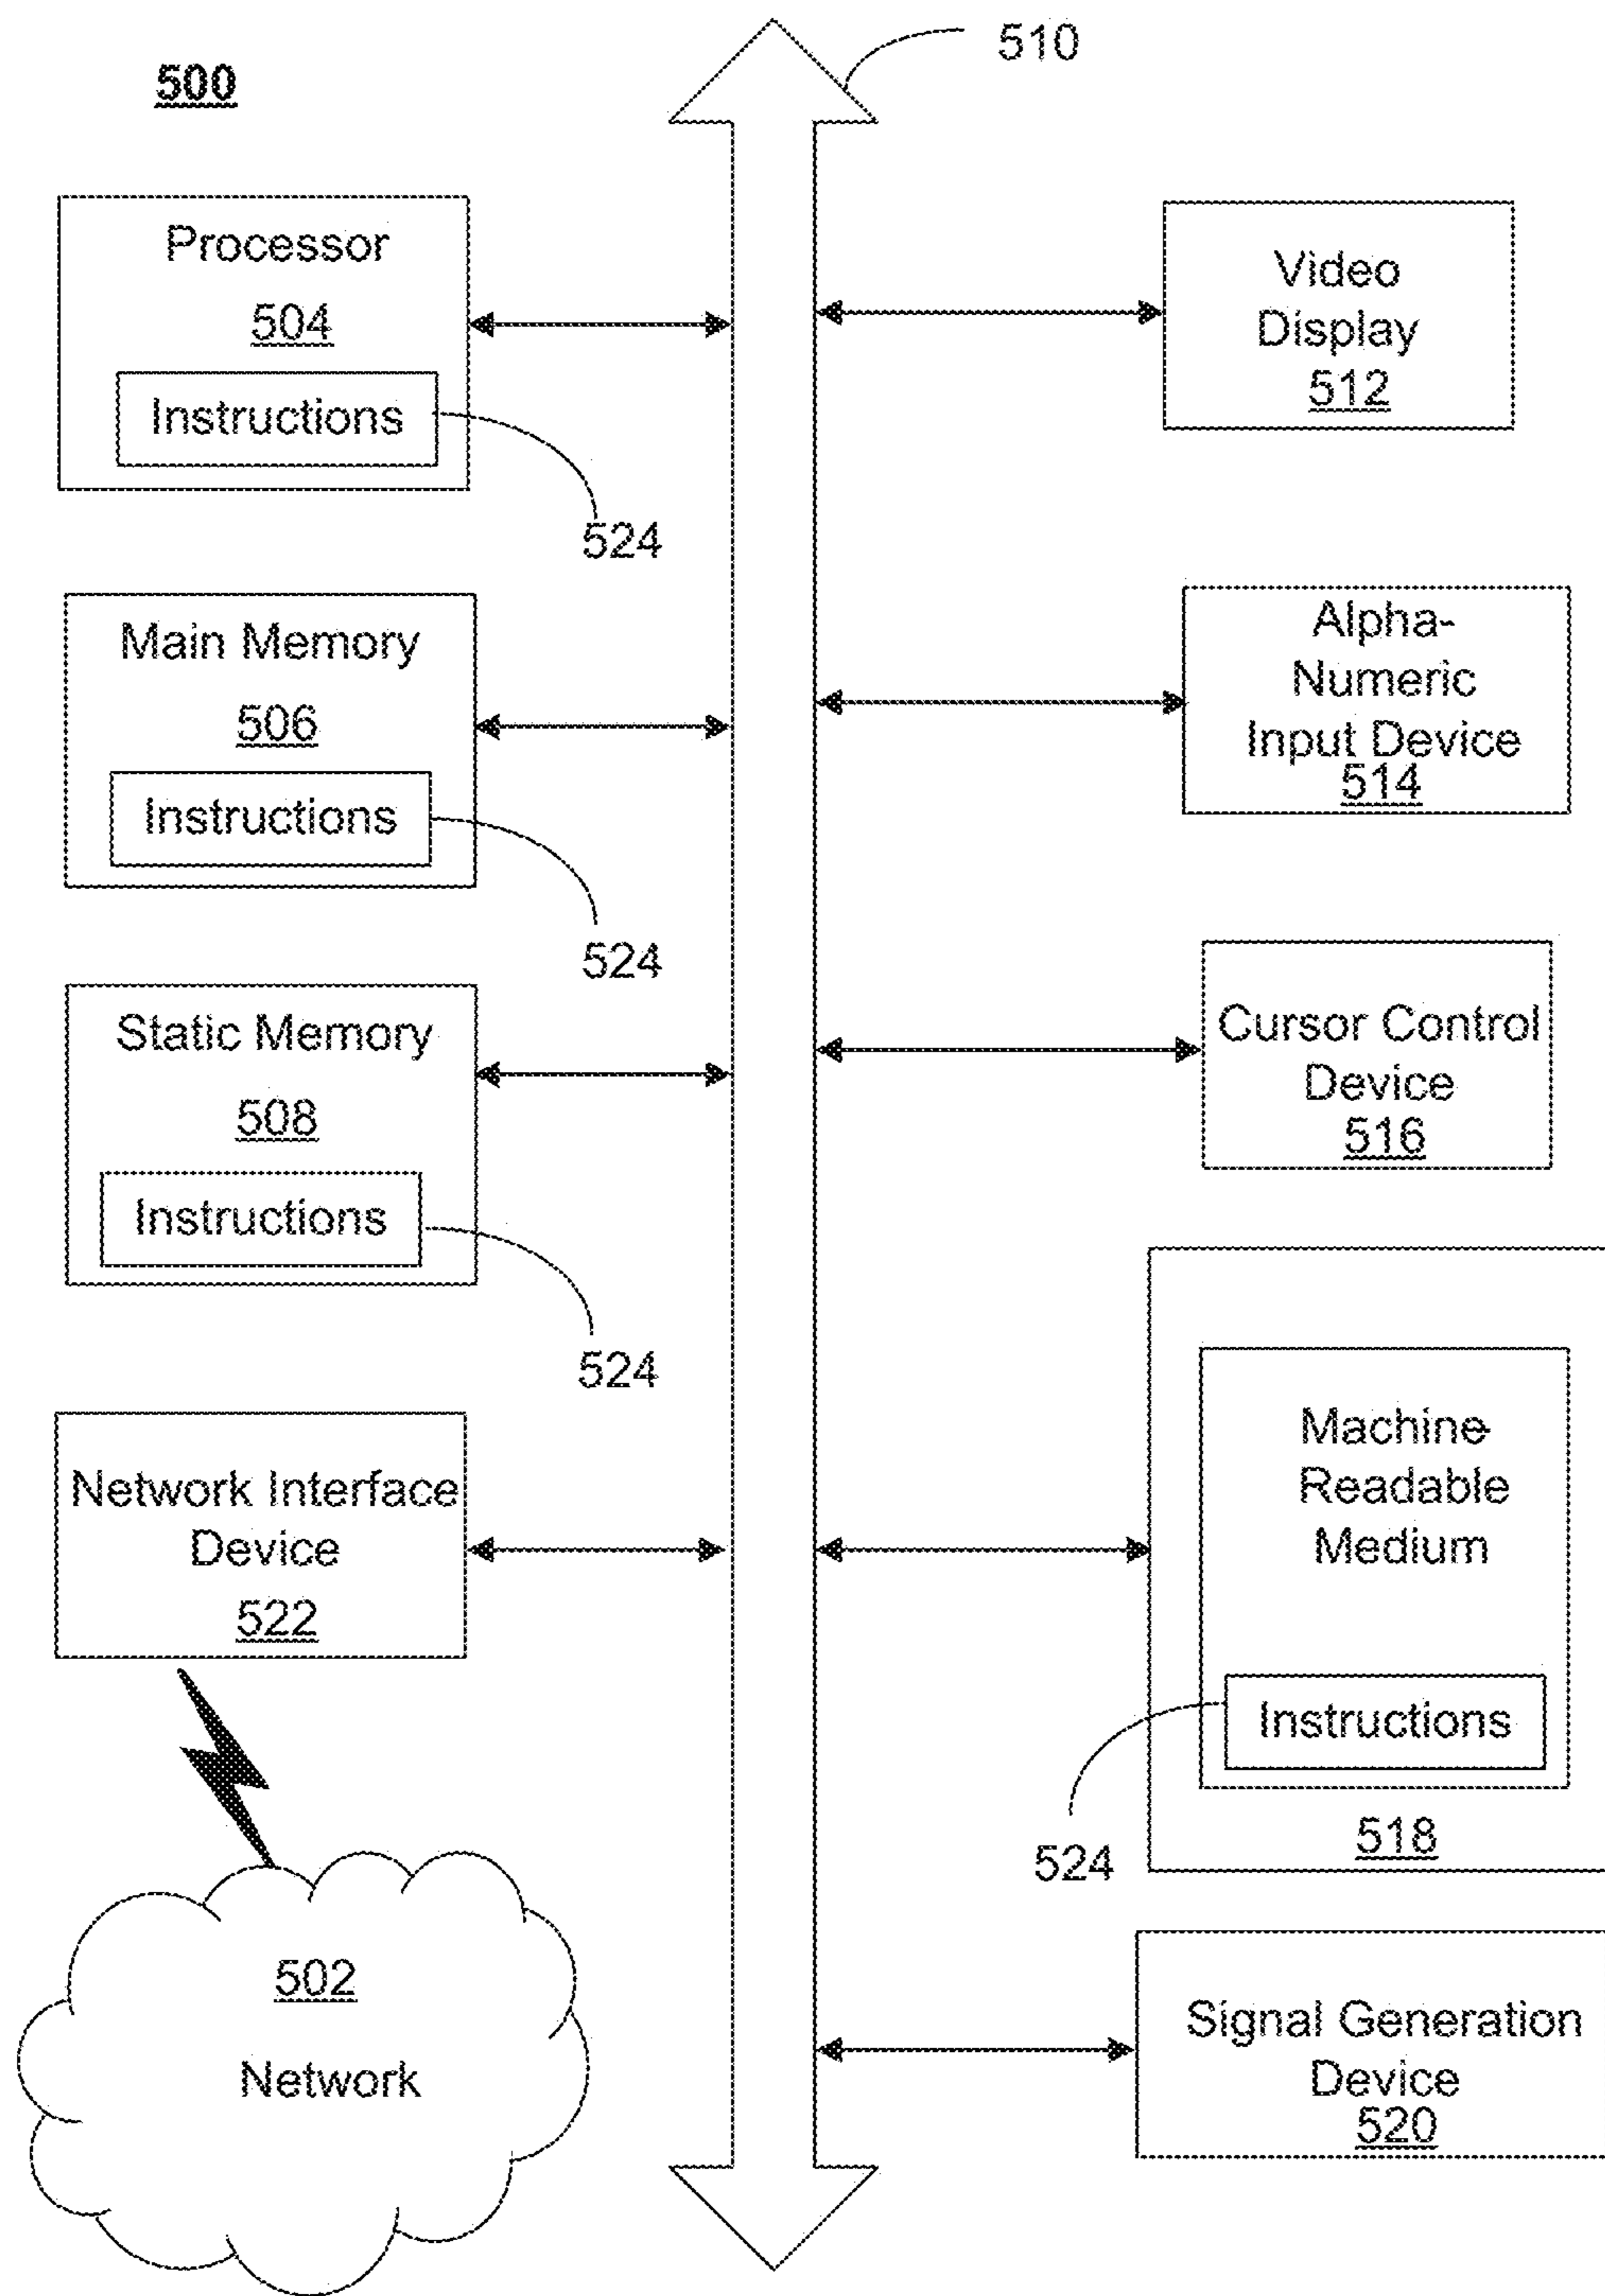 510
500
Processor
504
Instructions
524
Main Memory
506
Instructions
524
Static Memory
508
Instructions
524
Network Interface
Device
522
502
Network
Video
Display
512
Alpha-
Numeric
Input Device
514
Cursor Control
Device
516
Machine-
Readable
Medium
Instructions
524
518
Signal Generation
Device
520